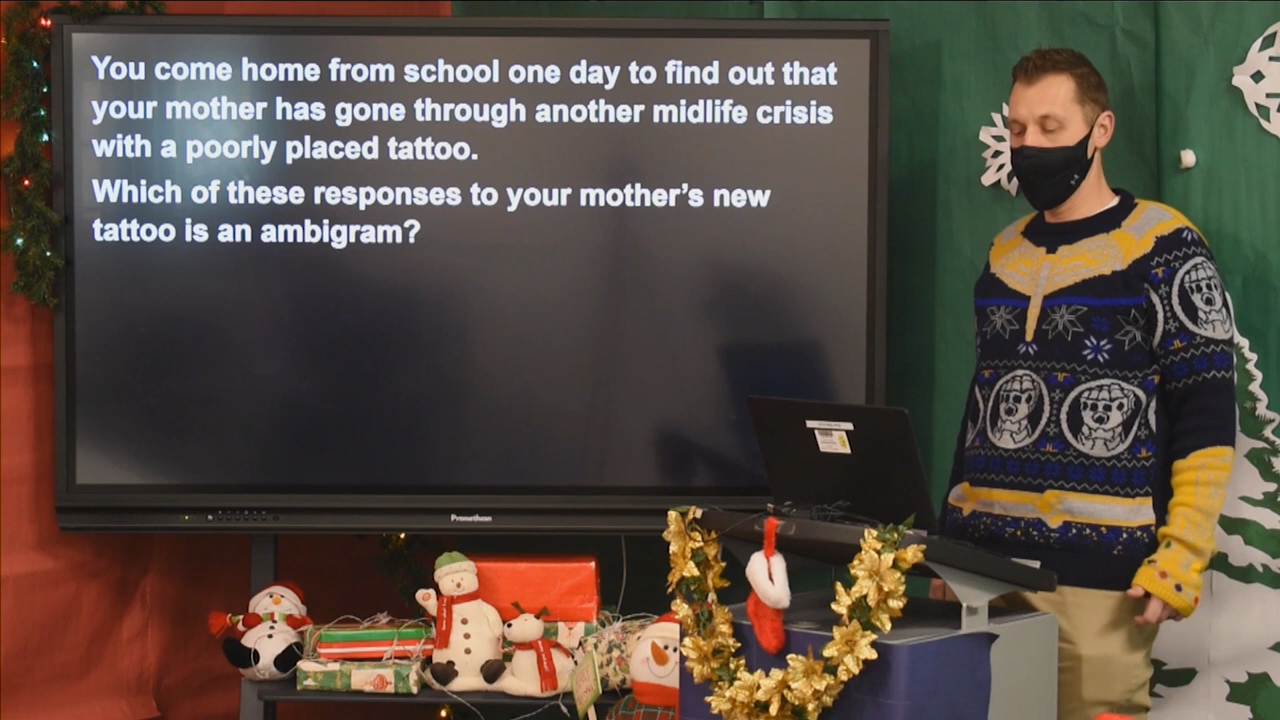 You come home from school one day to find out that
your mother has gone through another midlife crisis
with a poorly placed tattoo.
Which of these responses to your mother’s new
tattoo is an ambigram?
Promethean